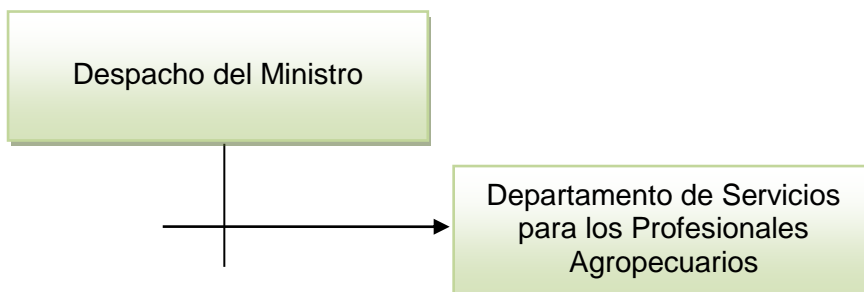 Despacho del Ministro
Departamento de Servicios
para los Profesionales
Agropecuarios